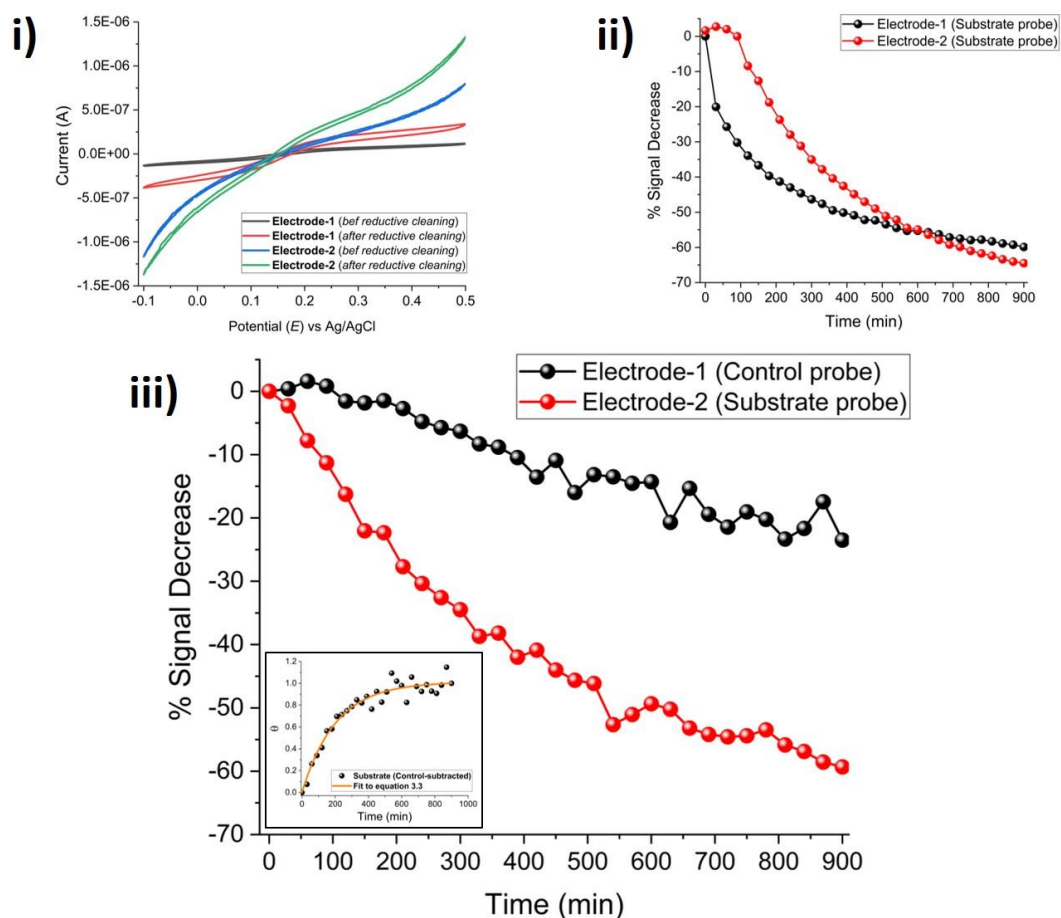 i)
1.5E-06
1.0E-06
5.0E-07
0.0E+00
-5.0E-07
-1.0E-06
-1.5E-06
Current (A)
Electrode-1 (bef reductive cleaning)
Electrode-1 (after reductive cleaning)
Electrode-2 (bef reductive cleaning)
Electrode-2 (after reductive cleaning)
-0.1 0.0 0.1 0.2 0.3 0.4 0.5
Potential (E) vs Ag/AgCl
ii)
Electrode-1 (Substrate probe)
Electrode-2 (Substrate probe)
0
-10
-20
-30
-40
-50
-60
-70
% Signal Decrease
0 100 200 300 400 500 600 700 800 900
Time (min)
iii)
Electrode-1 (Control probe)
Electrode-2 (Substrate probe)
0
-10
-20
-30
-40
-50
-60
-70
% Signal Decrease
1.2
1.0
0.8
0.6
0.4
0.2
0.0
θ
Substrate (Control-subtracted)
Fit to equation 3.3
0 200 400 600 800 1000
Time (min)
0 100 200 300 400 500 600 700 800 900
Time (min)